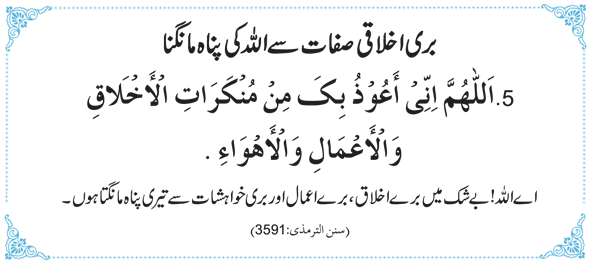 بری اخلاقی صفات سے اللہ کی پناہ مانگنا
5. اَللّٰهُمَّ اِنِّیْ أَعُوْذُ بِکَ مِنْ مُنْکَرَاتِ الْأَخْلَاقِ
وَالْأَعْمَالِ وَالْأَهْوَاءِ .
اے اللہ! بے شک میں برے اخلاق، برے اعمال اور بری خواہشات سے تیری پناہ مانگتا ہوں۔
(سنن الترمذی:3591)